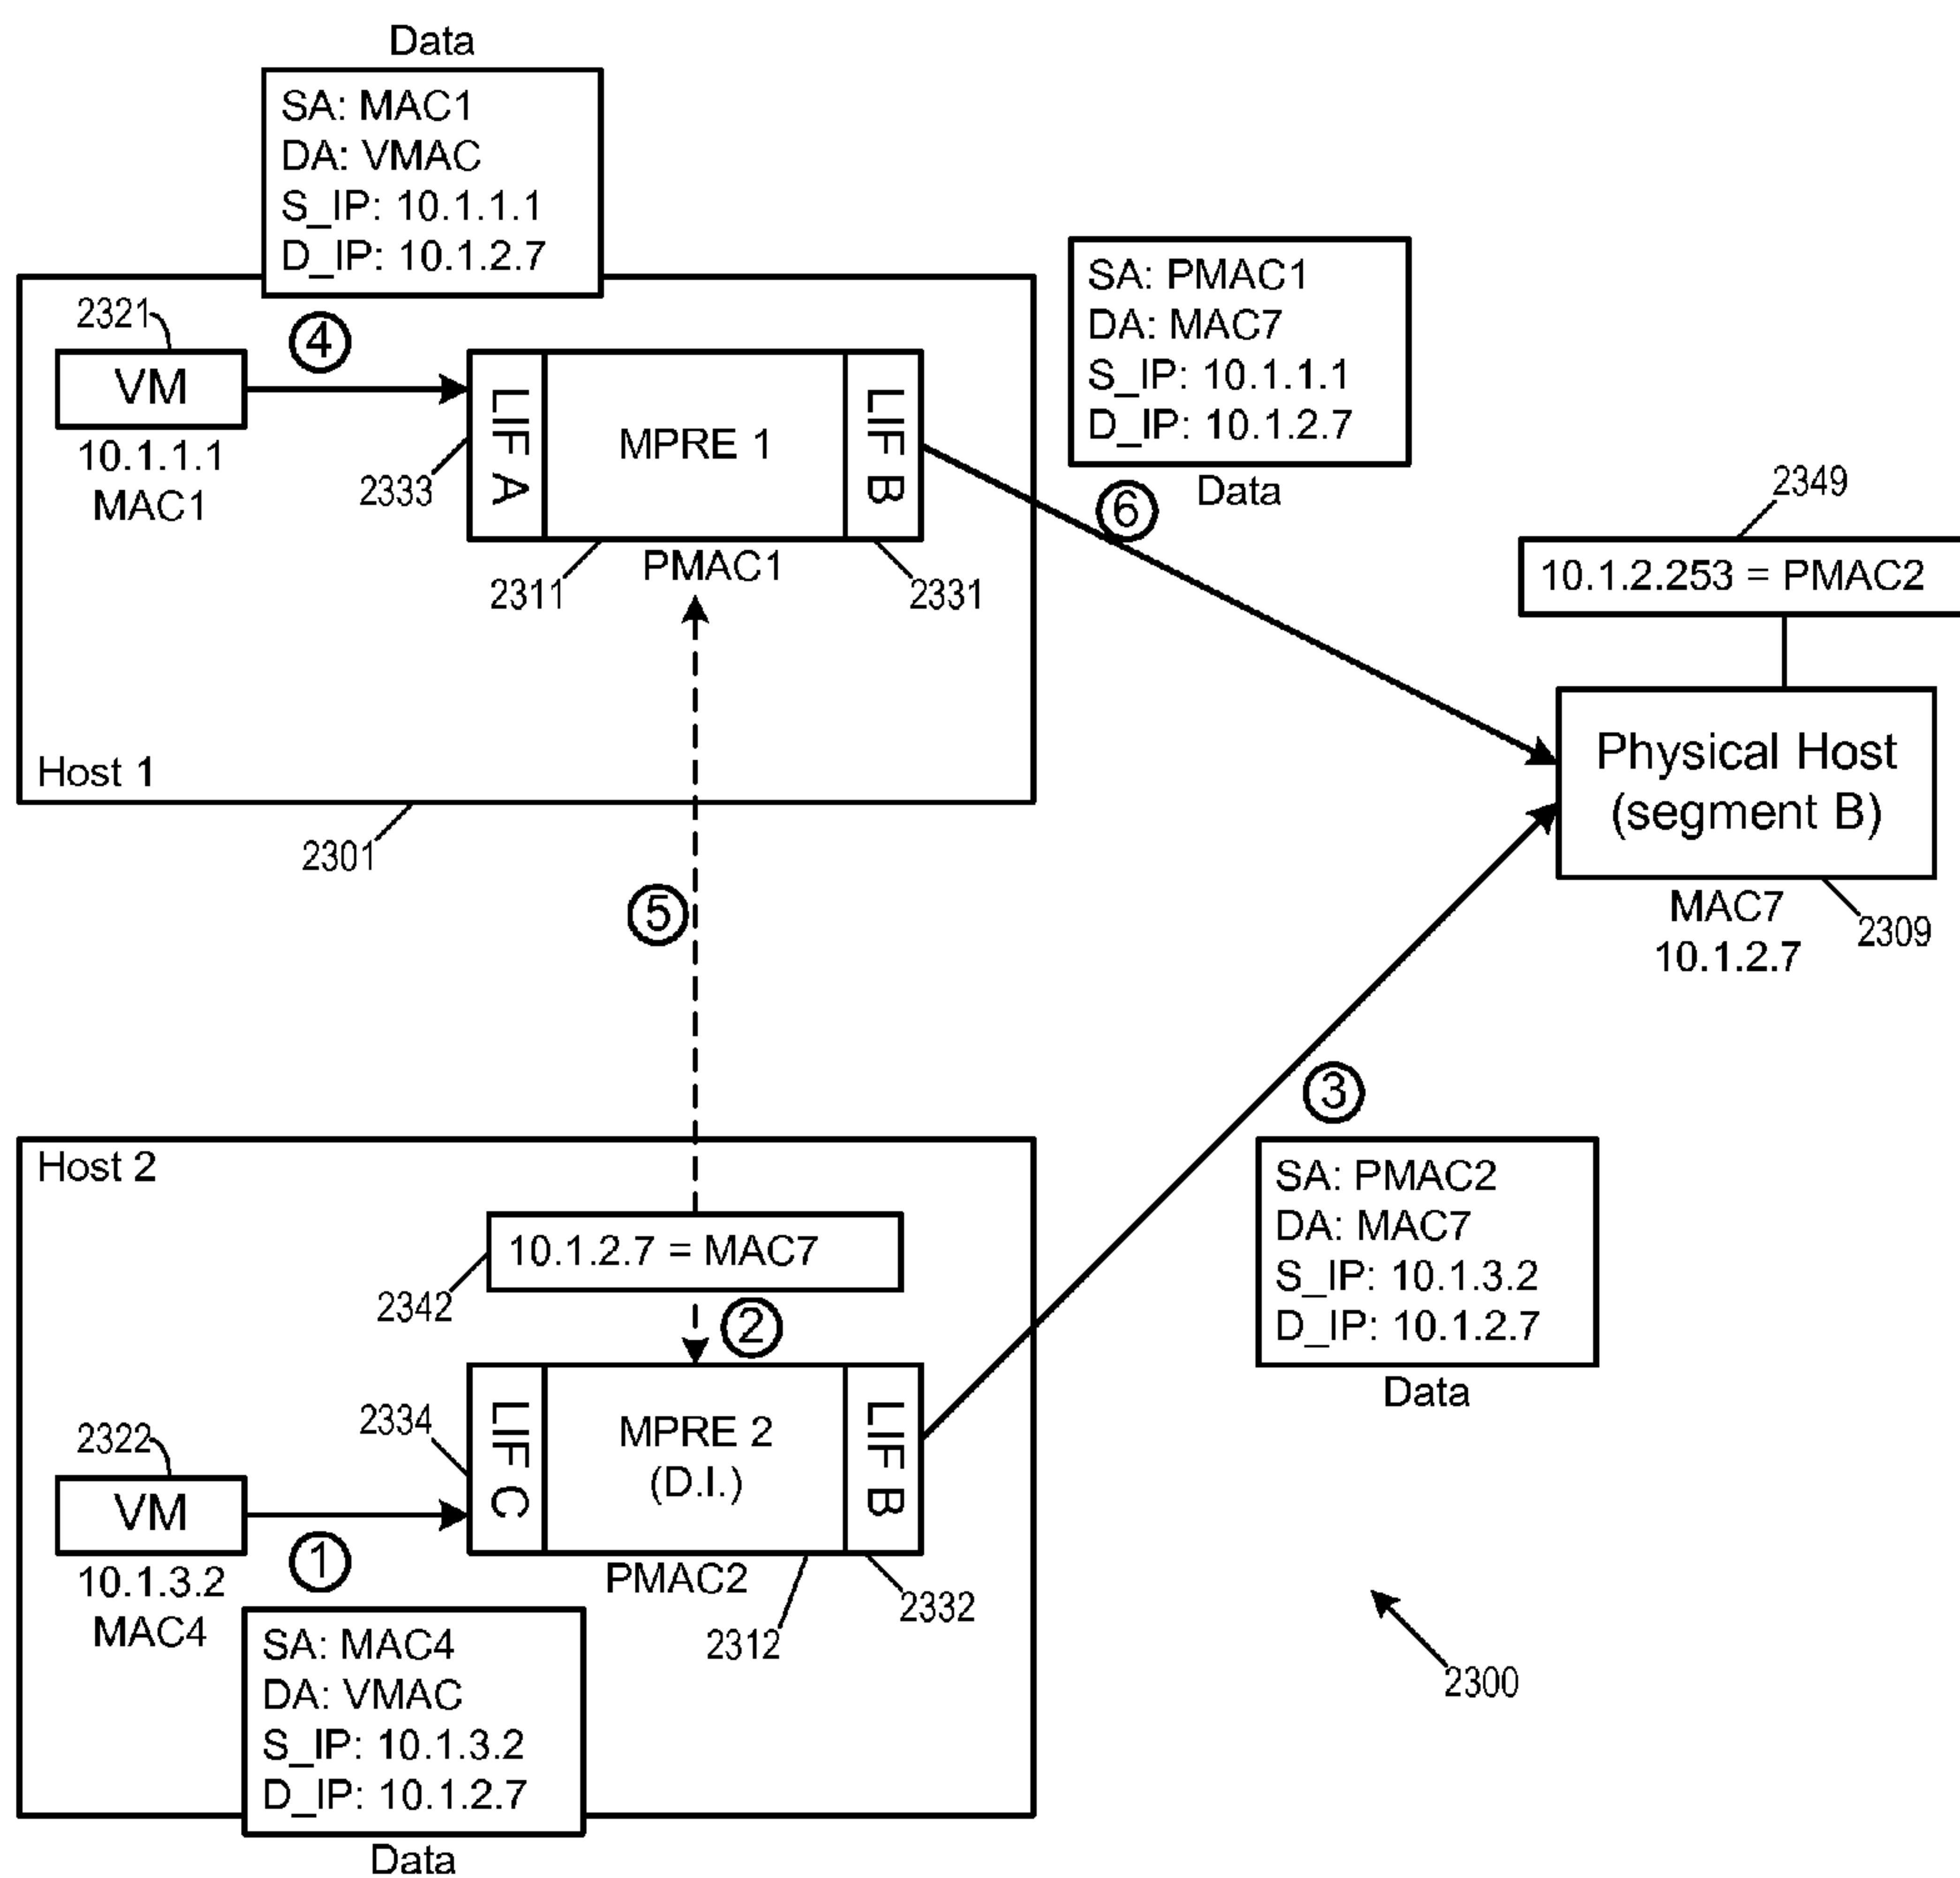 Data
SA: MAC1
DA: VMAC
S_IP: 10.1.1.1
D_IP: 10.1.2.7
2321
4
VM
10.1.1.1
MAC1
2333
LIF A
MPRE 1
LIF B
2311
PMAC1
2331
Host 1
2301
SA: PMAC1
DA: MAC7
S_IP: 10.1.1.1
D_IP: 10.1.2.7
6
Data
2349
10.1.2.253 = PMAC2
Physical Host
(segment B)
MAC7
10.1.2.7
2309
5
3
SA: PMAC2
DA: MAC7
S_IP: 10.1.3.2
D_IP: 10.1.2.7
Data
Host 2
10.1.2.7 = MAC7
2342
2
2334
2322
VM
10.1.3.2
MAC4
1
LIF C
MPRE 2
(D.I.)
LIF B
PMAC2
2312
2332
SA: MAC4
DA: VMAC
S_IP: 10.1.3.2
D_IP: 10.1.2.7
Data
2300